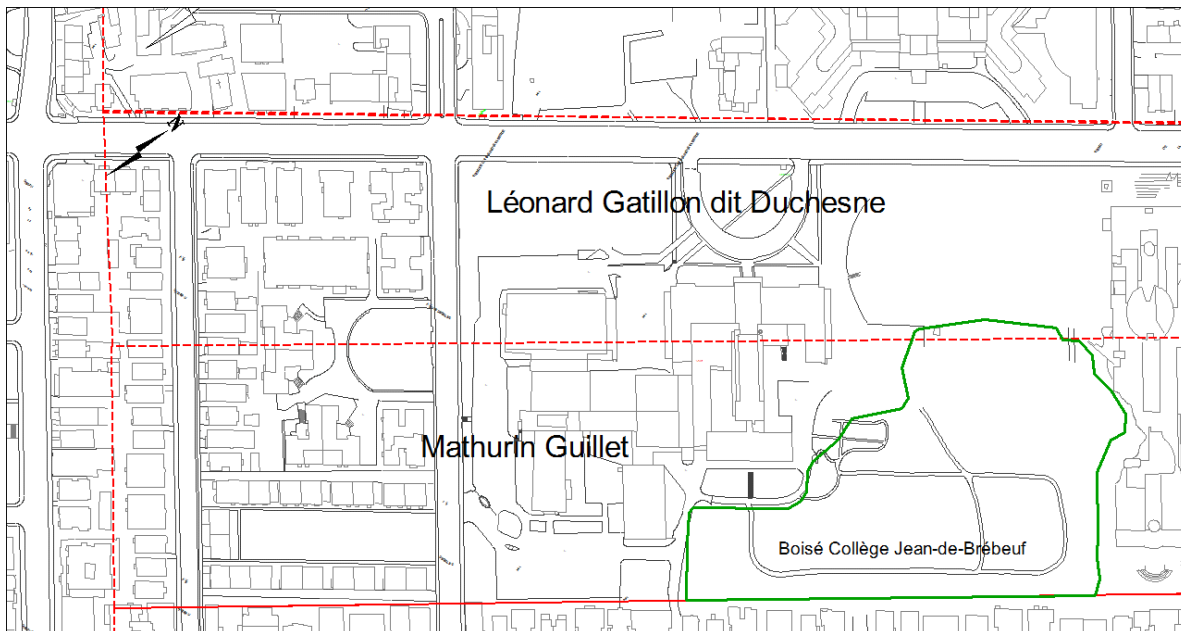 N
Léonard Gatillon dit Duchesne
Mathurin Guillet
Boisé Collège Jean-de-Brébeuf